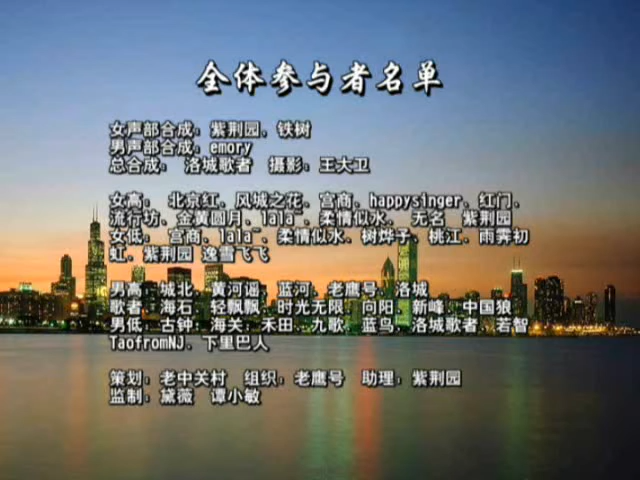 全体参与者名单
女声部合成：紫荆园、铁树
男声部合成：emory
总合成： 洛城歌者 摄影：王大卫
女高： 北京红、风城之花、宫商、happysinger、红门、
流行坊、金黄圆月、lala~、柔情似水、 无名 紫荆园
女低： 宫商、lala~、柔情似水、树烨子、桃江、雨霁初
虹、紫荆园 逸雪飞飞
男高：城北、黄河谣、蓝河、老鹰号、洛城
歌者、海石、轻飘飘、时光无限、向阳、新峰、中国狼
男低：古钟、海关、禾田、九歌、蓝鸟、洛城歌者、若智
TaofromNJ、下里巴人
策划：老中关村 组织：老鹰号 助理：紫荆园
监制：黛薇 谭小敏